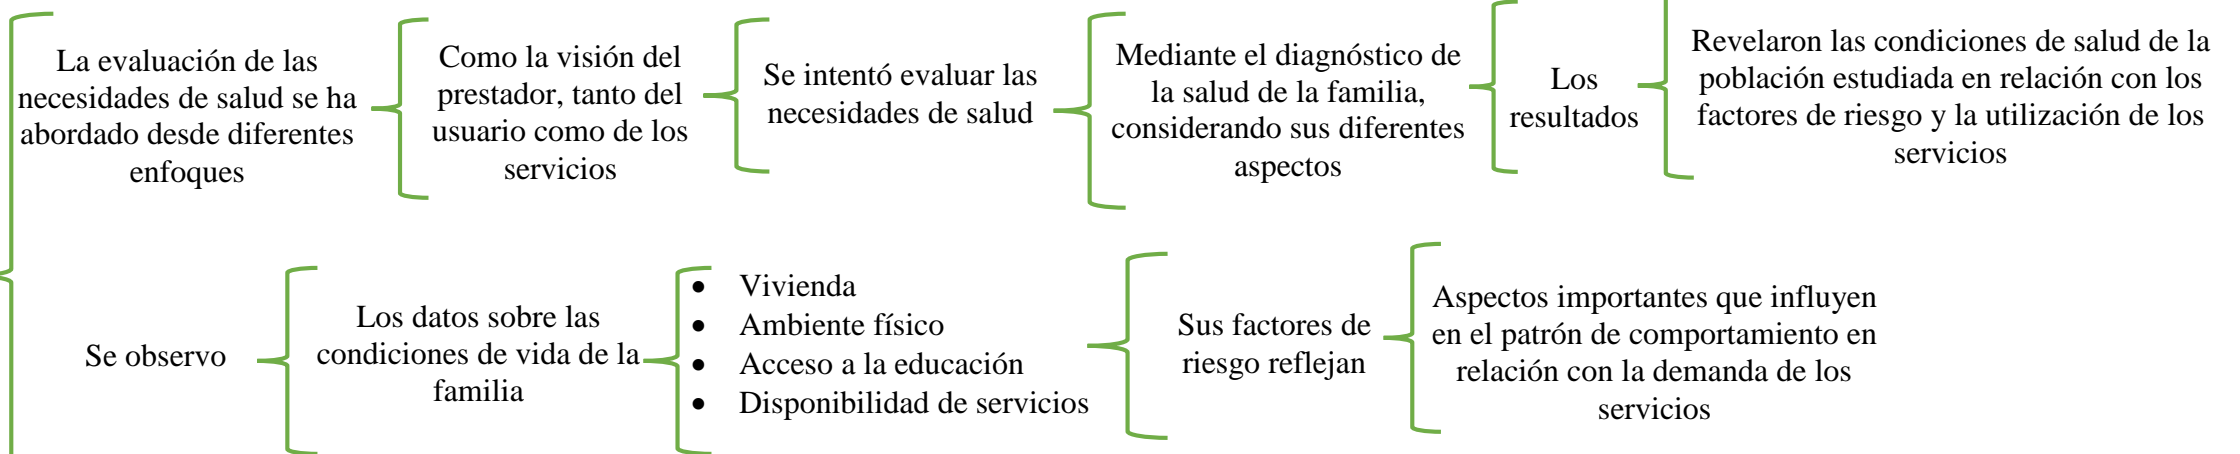 La evaluación de las
necesidades de salud se ha
abordado desde diferentes
enfoques
Como la visión del
prestador, tanto del
usuario como de los
servicios
Se intentó evaluar las
necesidades de salud
Mediante el diagnóstico de
la salud de la familia,
considerando sus diferentes
aspectos
Los
resultados
Revelaron las condiciones de salud de la
población estudiada en relación con los
factores de riesgo y la utilización de los
servicios
Se observo
Los datos sobre las
condiciones de vida de la
familia
• Vivienda
• Ambiente físico
• Acceso a la educación
• Disponibilidad de servicios
Sus factores de
riesgo reflejan
Aspectos importantes que influyen
en el patrón de comportamiento en
relación con la demanda de los
servicios